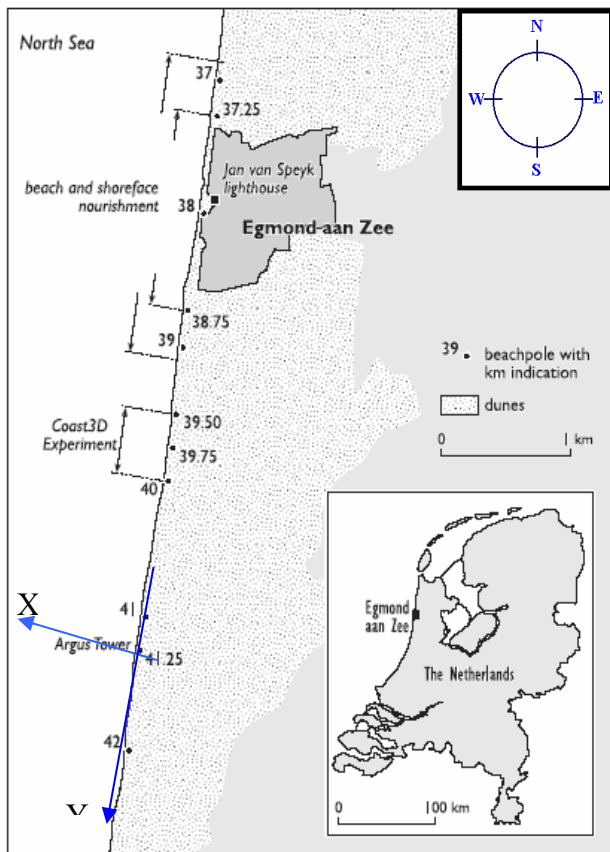 North Sea
N
W
E
S
37
37.25
Jan van Speyk
lighthouse
beach and shoreface
nourishment
38
Egmond-aan Zee
38.75
39
39
beachpole with
km indication
dunes
0
1 km
39.50
Coast3D
Experiment
39.75
40
X
41
Argus Tower
41.25
42
Egmond
aan Zee
The Netherlands
0
100 km